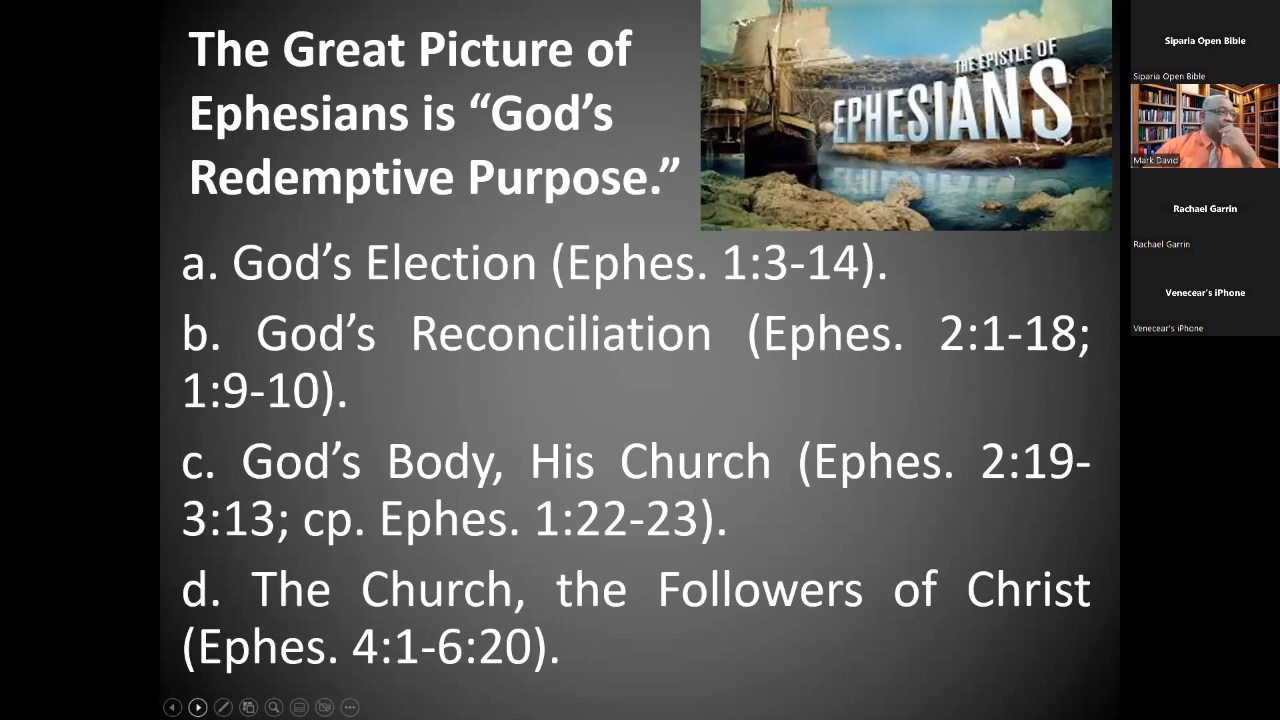 The Great Picture of
Ephesians is “God’s
Redemptive Purpose.”
THE EPISTLE OF
EPHESIANS
a. God’s Election (Ephes. 1:3-14).
b. God’s Reconciliation (Ephes. 2:1-18;
1:9-10).
c. God’s Body, His Church (Ephes. 2:19-
3:13; cp. Ephes. 1:22-23).
d. The Church, the Followers of Christ
(Ephes. 4:1-6:20).
Siparia Open Bible
Siparia Open Bible
Mark David
Rachael Garrin
Rachael Garrin
Venecear's iPhone
Venecear's iPhone